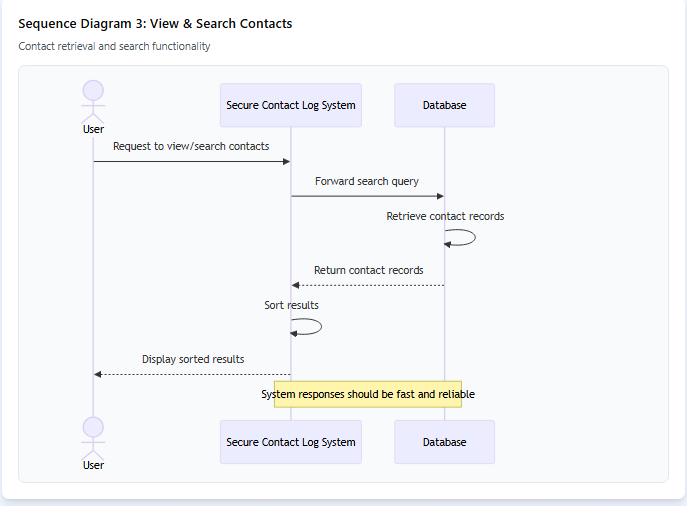 Sequence Diagram 3: View & Search Contacts
Contact retrieval and search functionality
User
Secure Contact Log System
Database
Request to view/search contacts
Forward search query
Retrieve contact records
Return contact records
Sort results
Display sorted results
System responses should be fast and reliable
User
Secure Contact Log System
Database